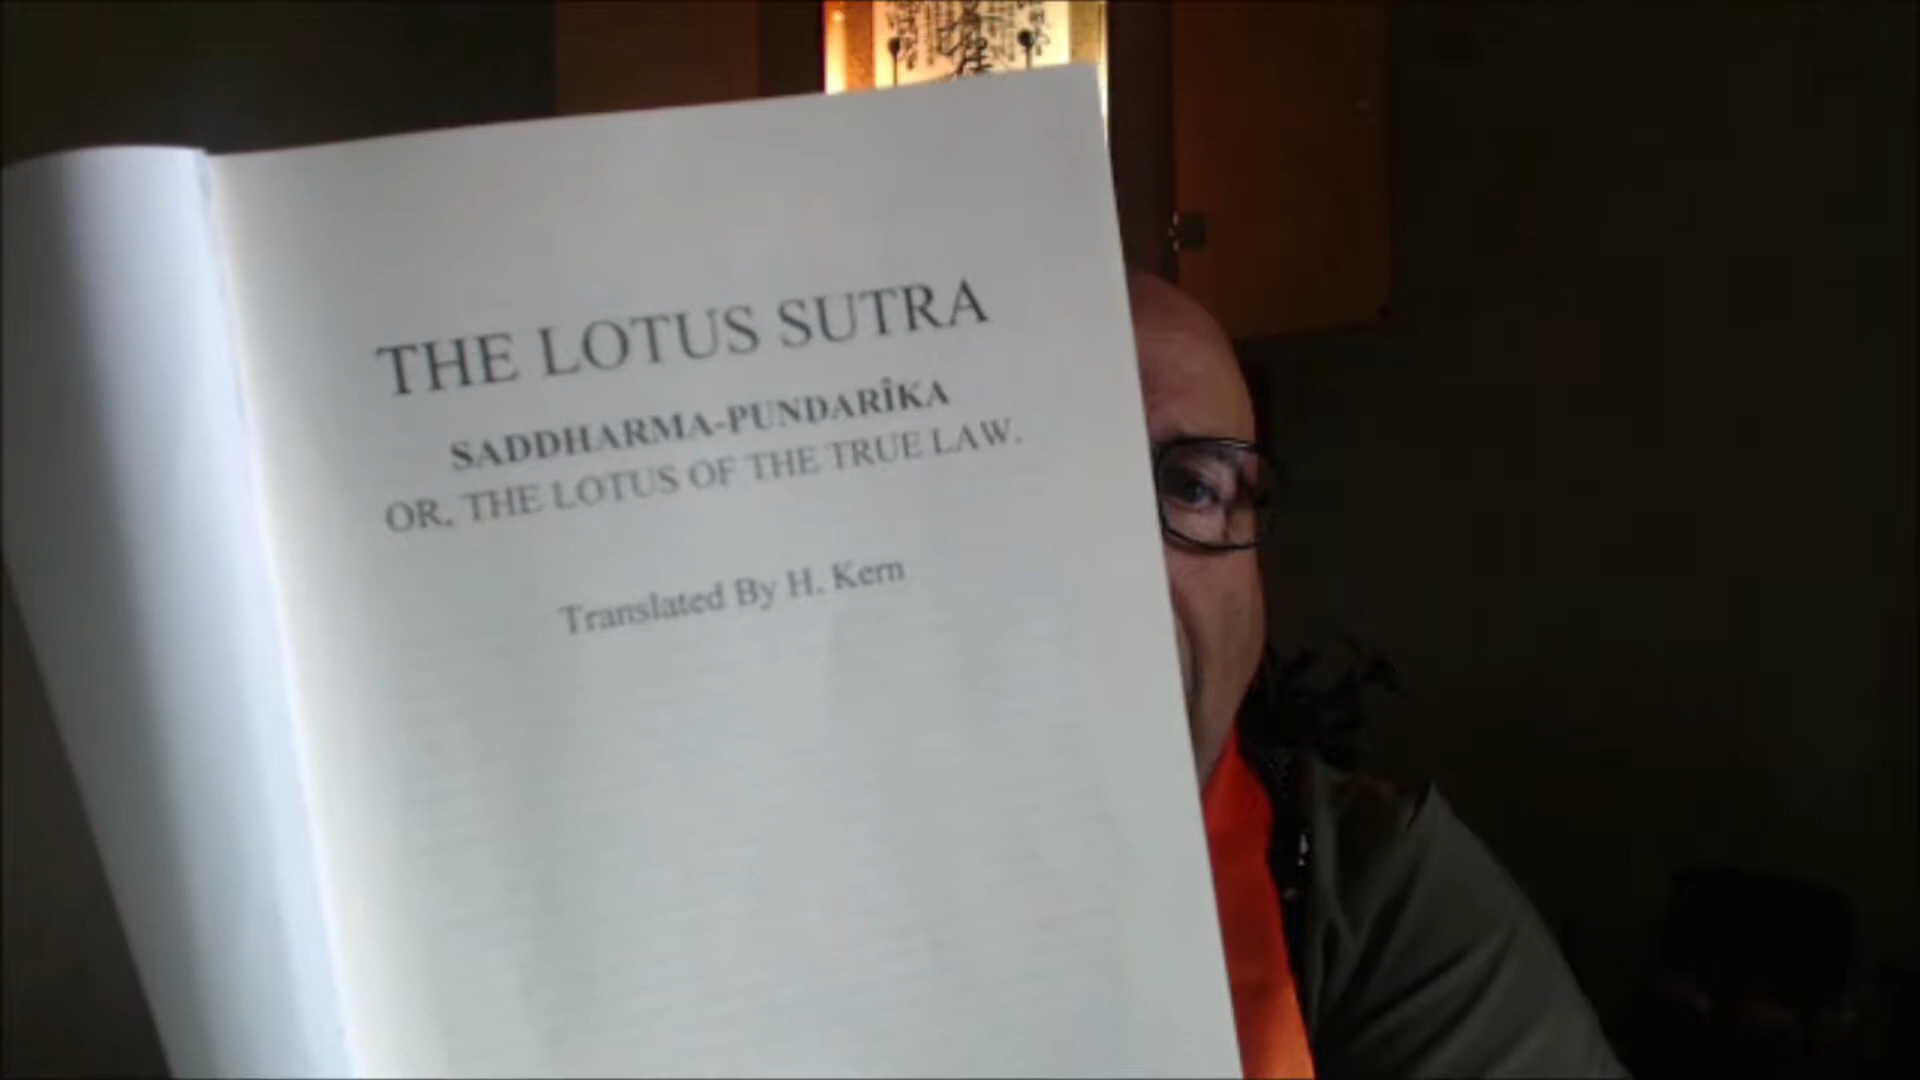 THE LOTUS SUTRA
SADDHARMA-PUNDARÎKA
OR, THE LOTUS OF THE TRUE LAW.
Translated By H. Kern